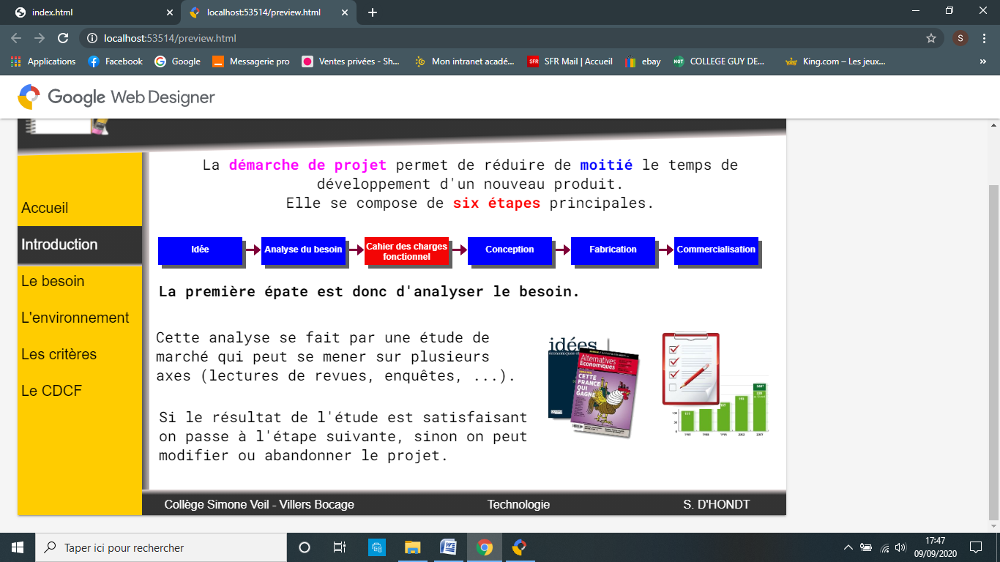 index.html
localhost:53514/preview.html
localhost:53514/preview.html
S
Applications
Facebook
Google
Messagerie pro
Ventes privées - Sh...
Mon intranet acadé...
SFR
SFR Mail | Accueil
ebay
NOT
COLLEGE GUY DE...
King.com – Les jeux...
»
Google Web Designer
La démarche de projet permet de réduire de moitié le temps de
développement d'un nouveau produit.
Elle se compose de six étapes principales.
Accueil
Introduction
Le besoin
L'environnement
Les critères
Le CDCF
Idée
Analyse du besoin
Cahier des charges
fonctionnel
Conception
Fabrication
Commercialisation
La première épate est donc d'analyser le besoin.
Cette analyse se fait par une étude de
marché qui peut se mener sur plusieurs
axes (lectures de revues, enquêtes, ...).
Si le résultat de l'étude est satisfaisant
on passe à l'étape suivante, sinon on peut
modifier ou abandonner le projet.
idées
Alternatives
Economiques
CETTE
FRANCE
QUI
GAGNE
Collège Simone Veil - Villers Bocage
Technologie
S. D'HONDT
Taper ici pour rechercher
17:47
09/09/2020